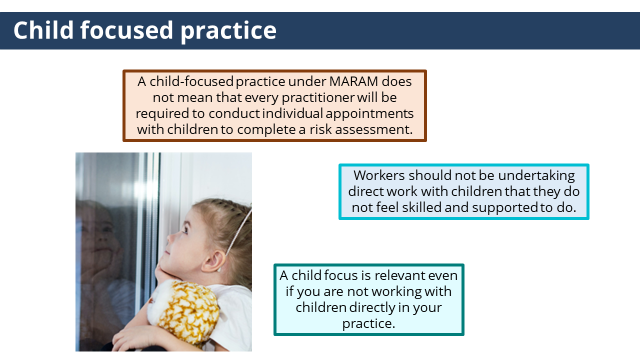 Child focused practice
A child-focused practice under MARAM does
not mean that every practitioner will be
required to conduct individual appointments
with children to complete a risk assessment.
Workers should not be undertaking
direct work with children that they do
not feel skilled and supported to do.
A child focus is relevant even
if you are not working with
children directly in your
practice.